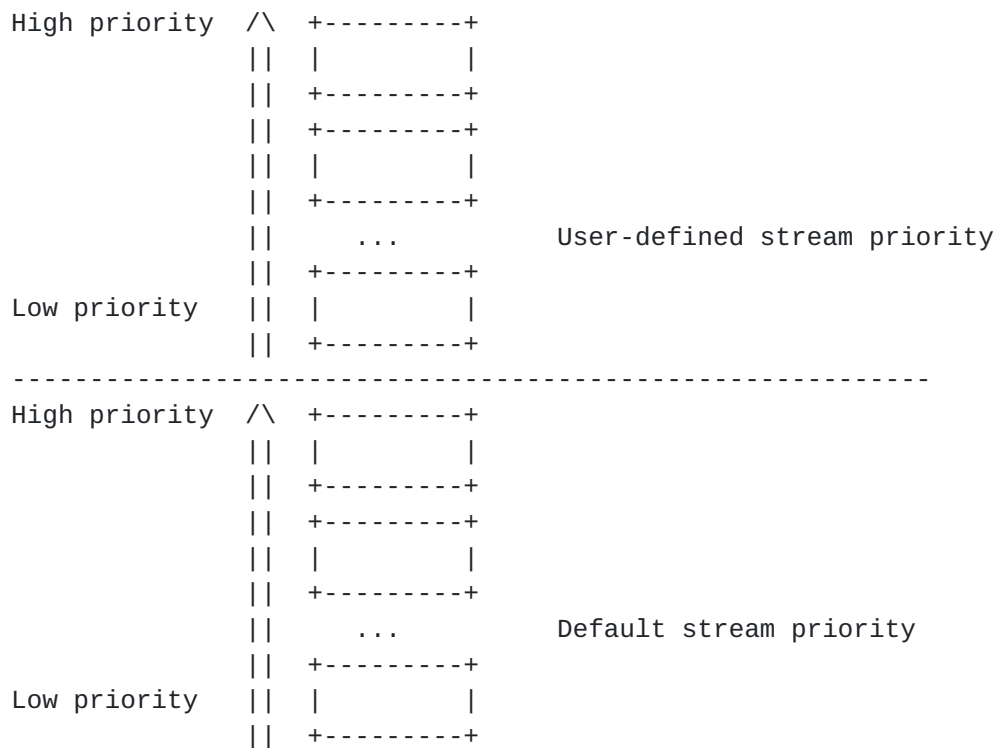 High priority  /\  +---------+
               ||  |         |
               ||  +---------+
               ||  +---------+
               ||  |         |
               ||  +---------+
               ||     ...          User-defined stream priority
               ||  +---------+
Low priority   ||  |         |
               ||  +---------+
-----------------------------------------------------------
High priority  /\  +---------+
               ||  |         |
               ||  +---------+
               ||  +---------+
               ||  |         |
               ||  +---------+
               ||     ...          Default stream priority
               ||  +---------+
Low priority   ||  |         |
               ||  +---------+